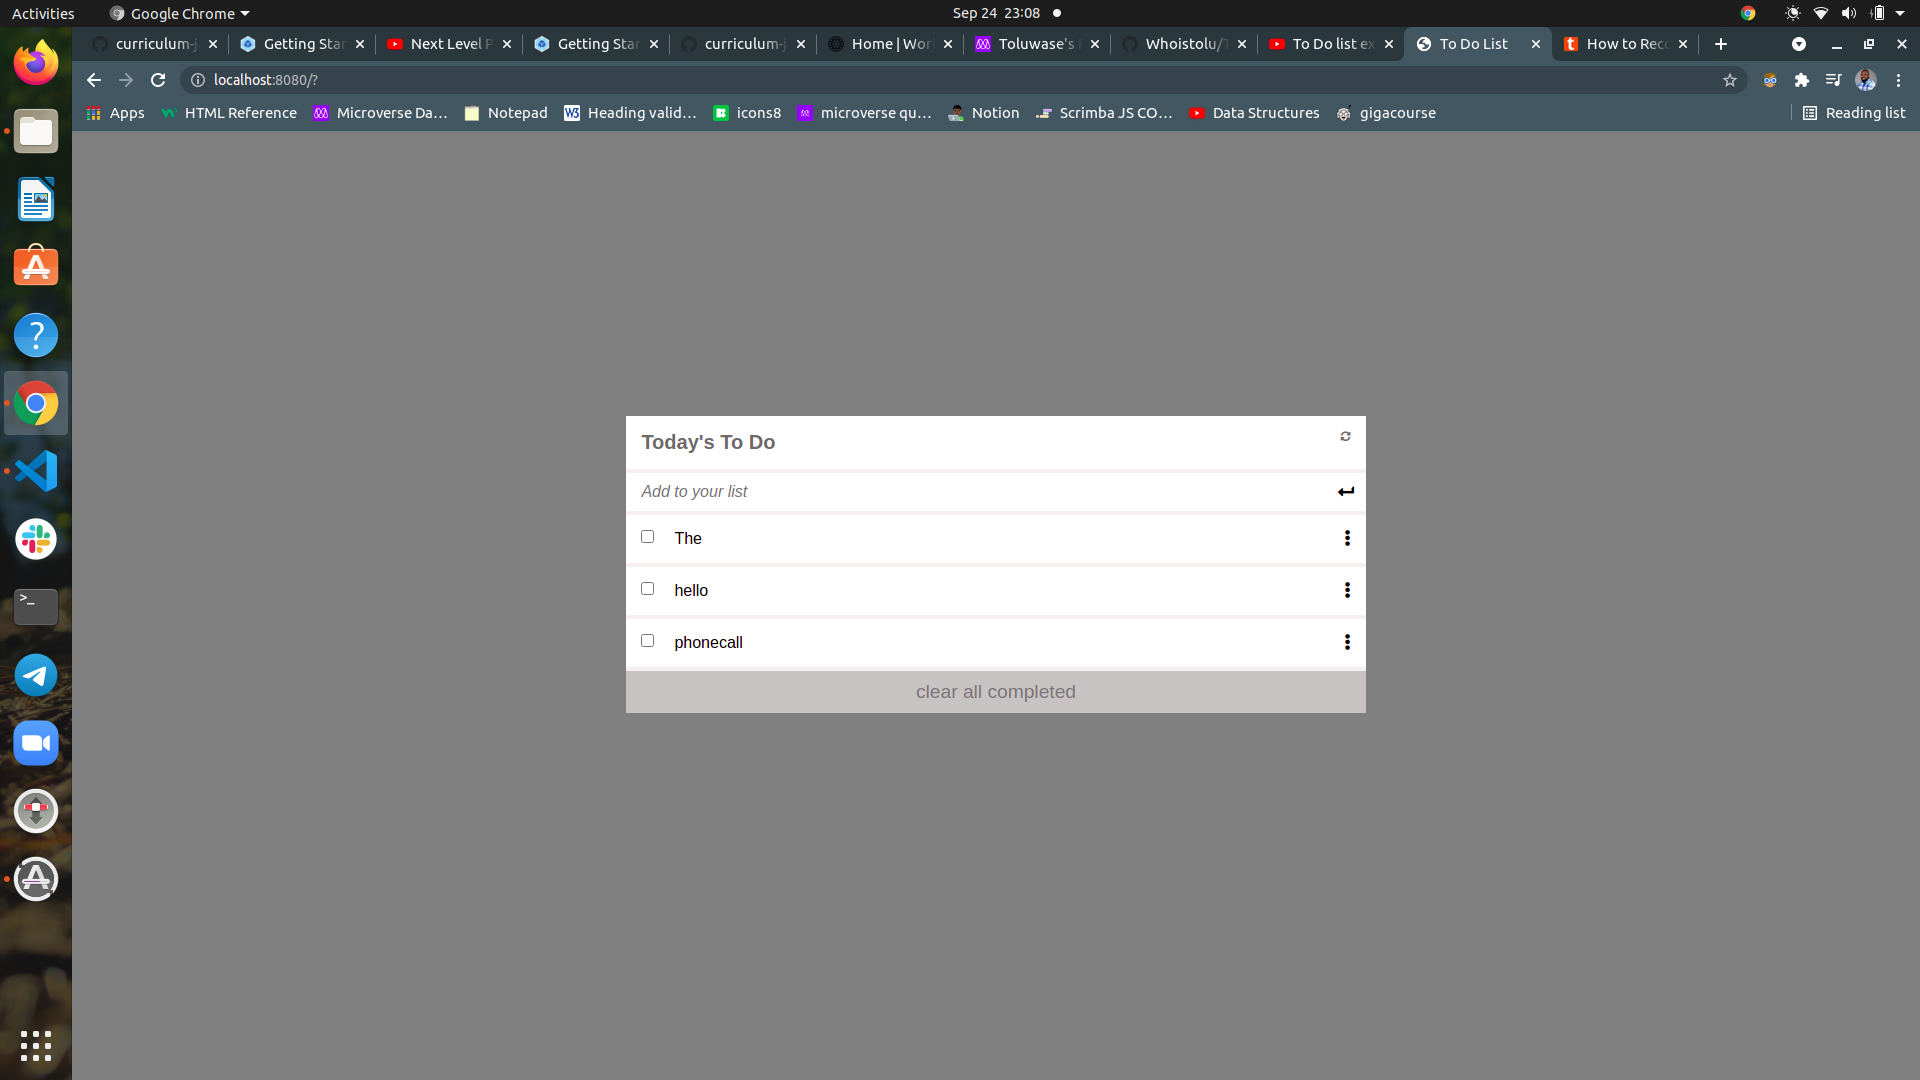 Activities Google Chrome Sep 24 23:08
curriculum- Getting Star Next Level P Getting Star curriculum- Home | Wor Toluwase's Whoistolu/T To Do list ex To Do List How to Reco
localhost:8080/?
Apps HTML Reference Microverse Da… Notepad Heading valid… icons8 microverse qu… Notion Scrimba JS CO… Data Structures gigacourse Reading list
Today's To Do
Add to your list
The
hello
phonecall
clear all completed